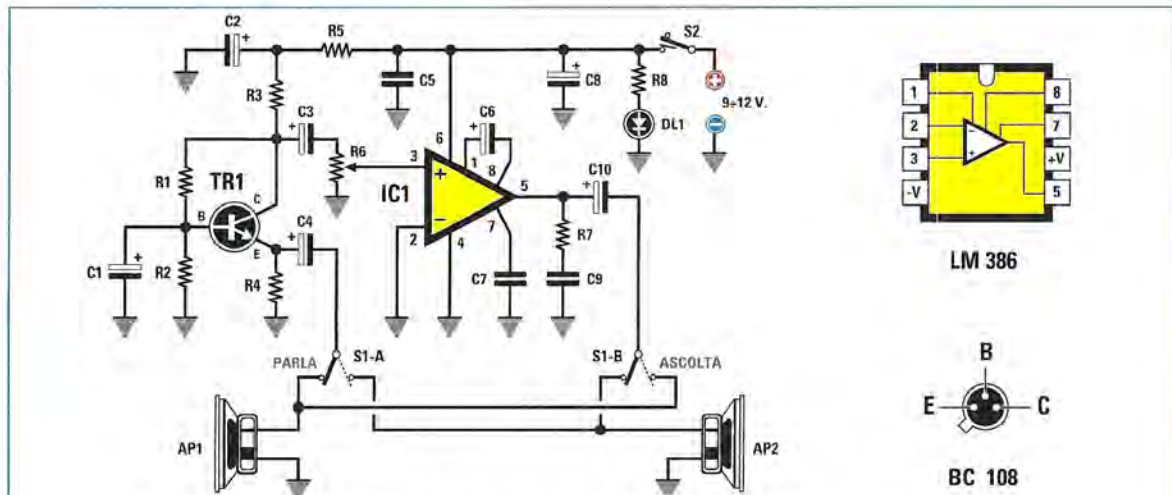 C2
+
R5
S2
C5
C8
+
R8
9÷12 V.
DL1
R3
C3
+
R6
C6
+
6
3
1
8
IC1
5
C10
+
2
4
7
R1
TR1
B
C
E
C4
+
C1
+
R2
R4
C7
R7
C9
PARLA
S1-A
S1-B
ASCOLTA
AP1
AP2
1
8
2
7
3
+V
-V
5
LM 386
B
E
C
BC 108